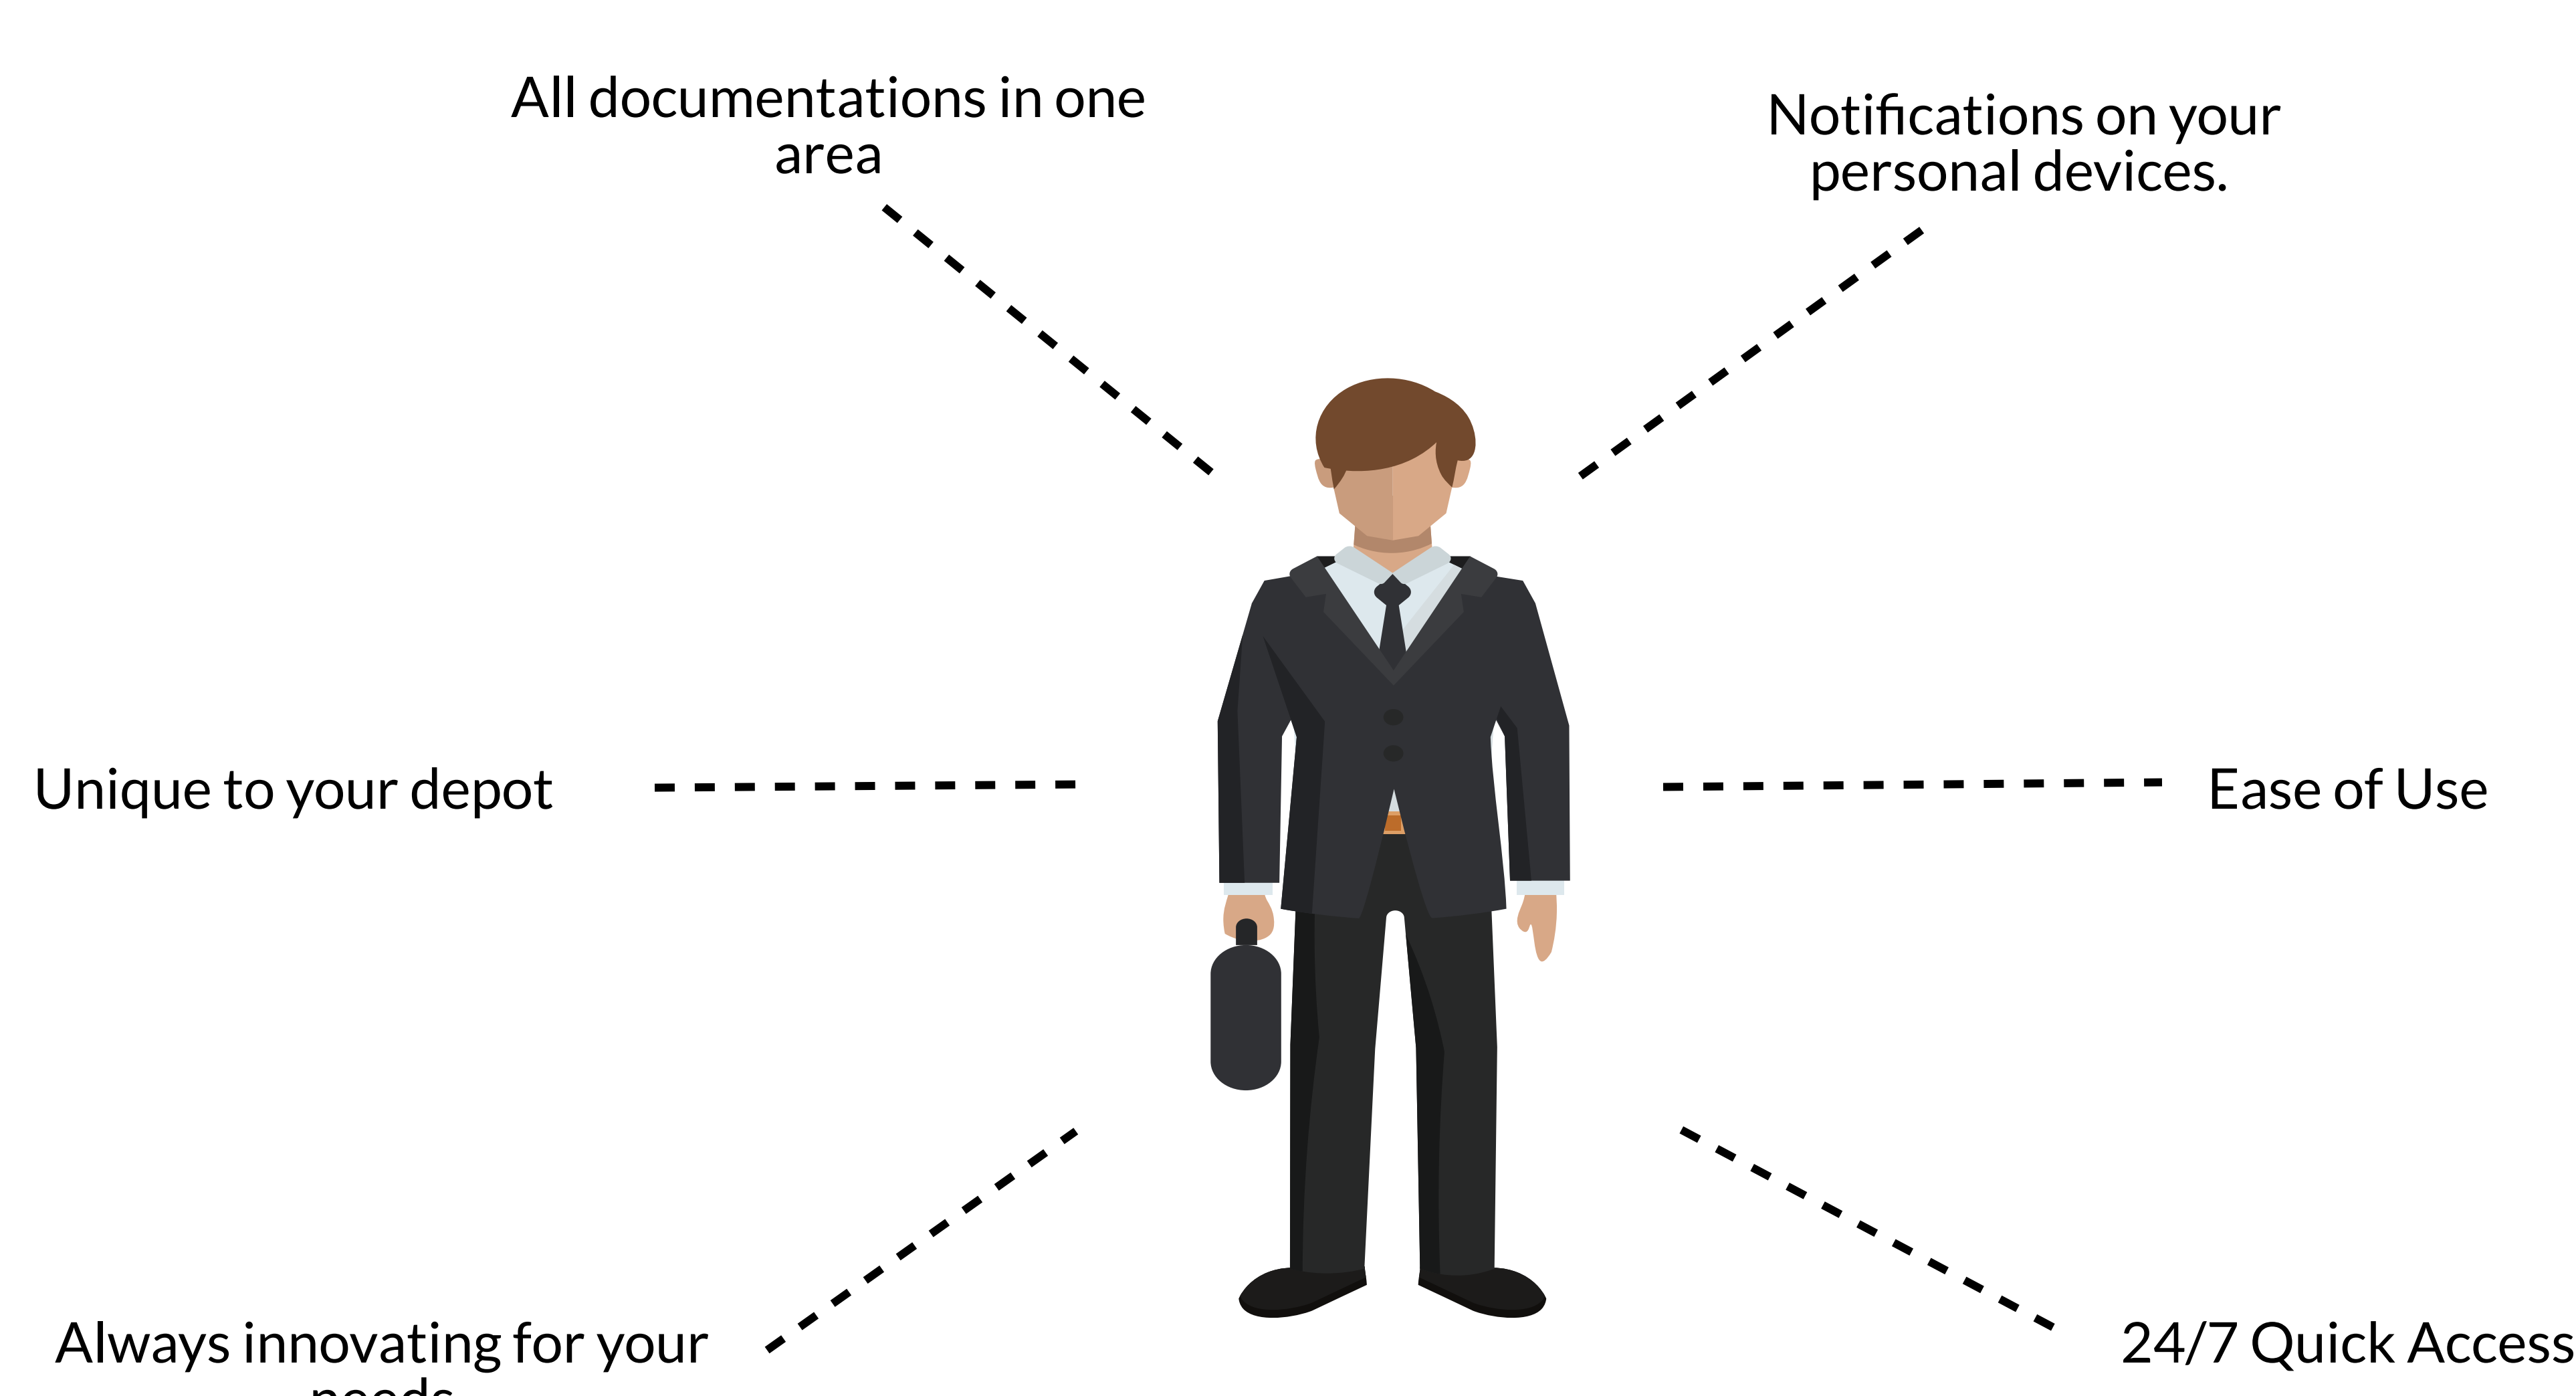 All documentations in one
area
Notifications on your
personal devices.
Unique to your depot
Ease of Use
Always innovating for your
needs
24/7 Quick Access